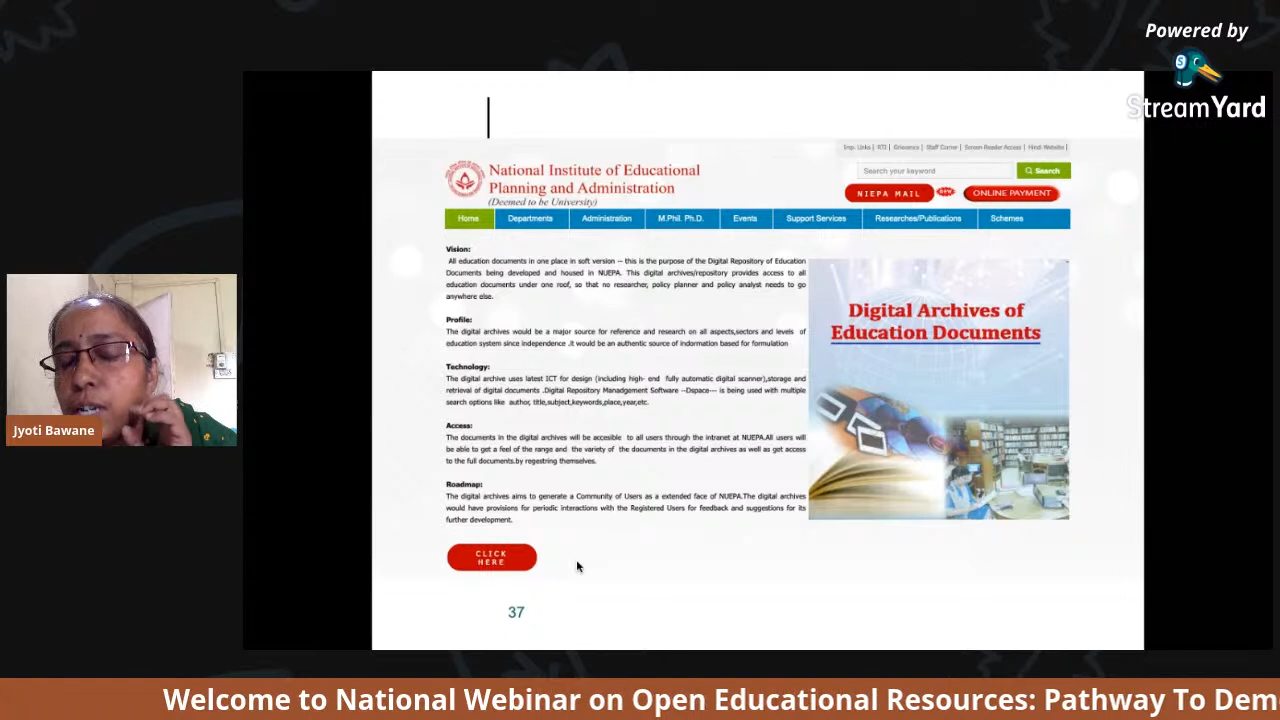 Powered by
StreamYard
Imp. Links | RTI | Grievance | Staff Corner | Screen Reader Access | Hindi Website |
National Institute of Educational
Planning and Administration
(Deemed to be University)
Search your keyword
Search
NIEPA MAIL
ONLINE PAYMENT
Home Departments Administration M.Phil. Ph.D. Events Support Services Researches/Publications Schemes
Vision:
All education documents in one place in soft version -- this is the purpose of the Digital Repository of Education
Documents being developed and housed in NUEPA. This digital archives/repository provides access to all
education documents under one roof, so that no researcher, policy planner and policy analyst needs to go
anywhere else.
Profile:
The digital archives would be a major source for reference and research on all aspects,sectors and levels of
education system since independence .it would be an authentic source of indormation based for formulation
Technology:
The digital archive uses latest ICT for design (including high- end fully automatic digital scanner),storage and
retrieval of digital documents .Digital Repository Manadgement Software --Dspace--- is being used with multiple
search options like author, title,subject,keywords,place,year,etc.
Access:
The documents in the digital archives will be accesible to all users through the intranet at NUEPA.All users will
be able to get a feel of the range and the variety of the documents in the digital archives as well as get access
to the full documents.by regestring themselves.
Roadmap:
The digital archives aims to generate a Community of Users as a extended face of NUEPA.The digital archives
would have provisions for periodic interactions with the Registered Users for feedback and suggestions for its
further development.
Digital Archives of
Education Documents
CLICK
HERE
37
Jyoti Bawane
Welcome to National Webinar on Open Educational Resources: Pathway To Dem